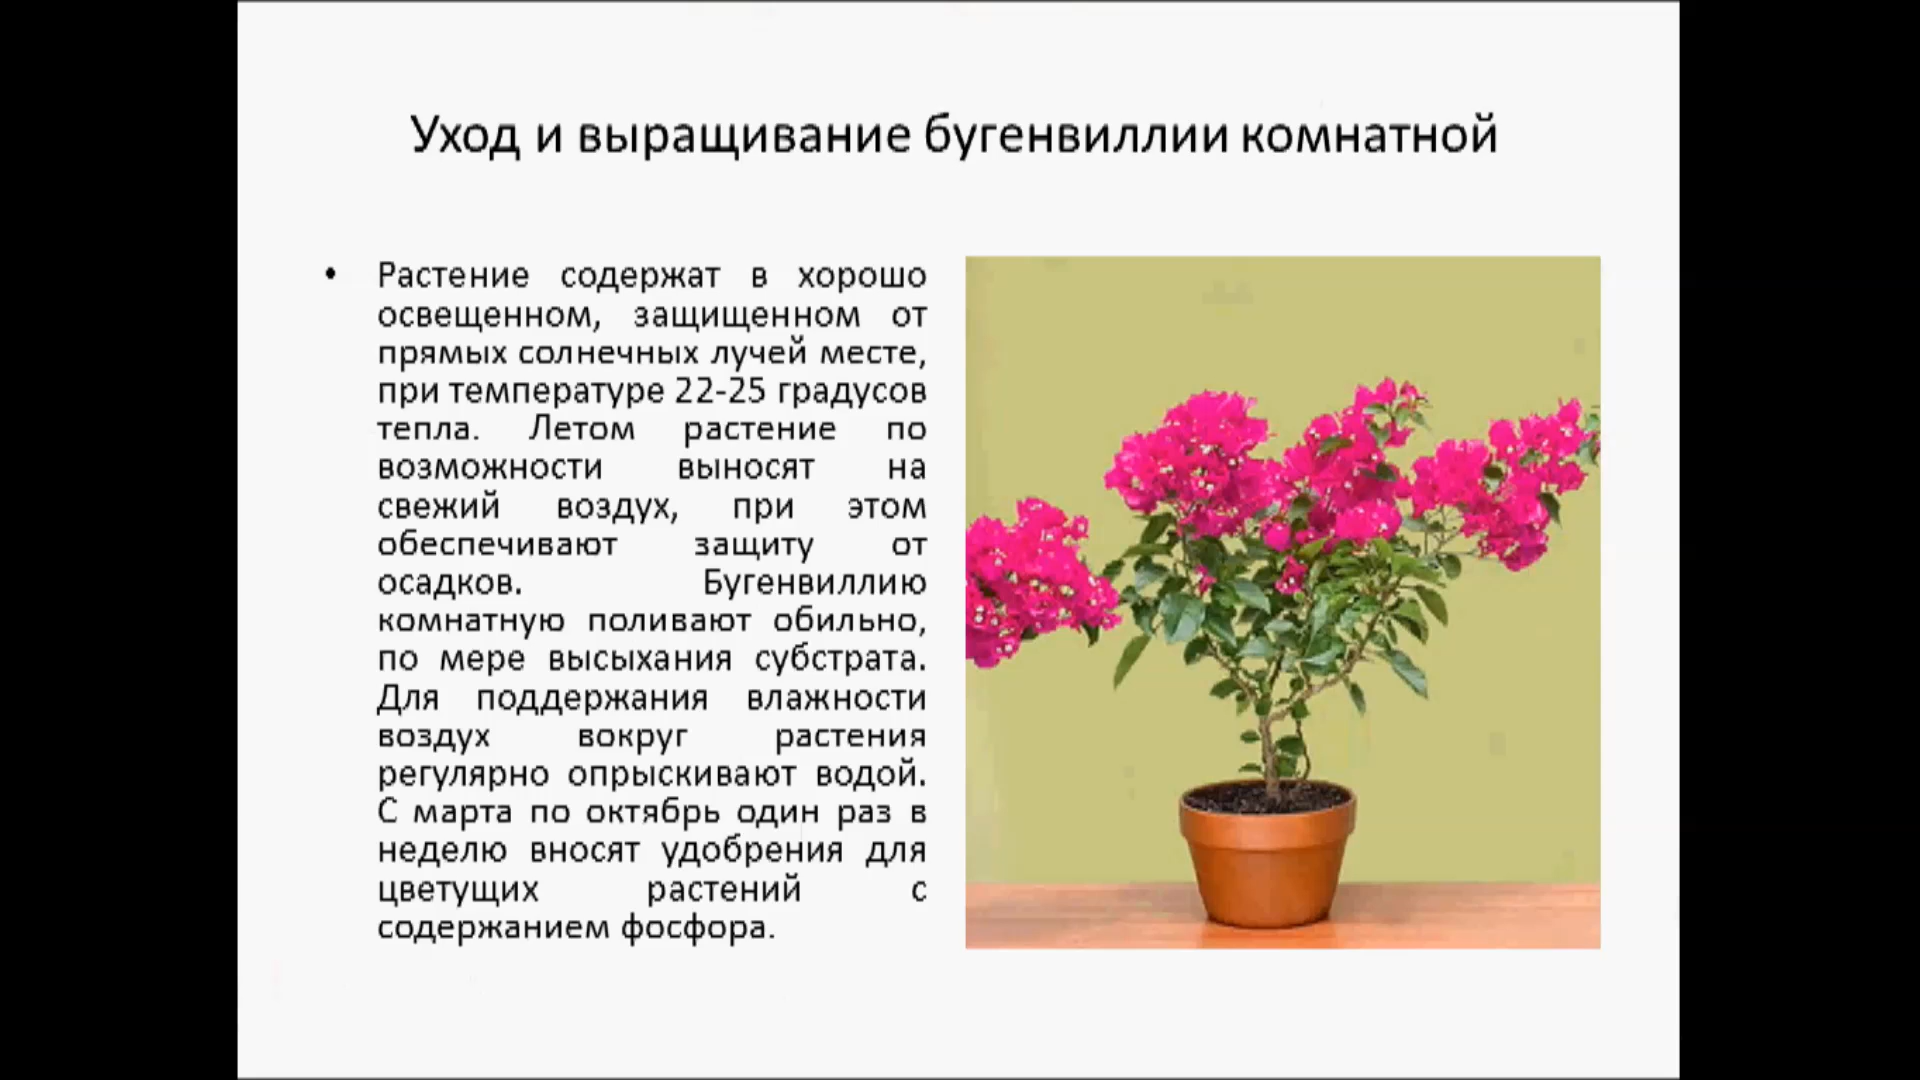 Уход и выращивание бугенвиллии комнатной
• Растение содержат в хорошо
освещенном, защищенном от
прямых солнечных лучей месте,
при температуре 22-25 градусов
тепла. Летом растение по
возможности выносят на
свежий воздух, при этом
обеспечивают защиту от
осадков. Бугенвиллию
комнатную поливают обильно,
по мере высыхания субстрата.
Для поддержания влажности
воздух вокруг растения
регулярно опрыскивают водой.
С марта по октябрь один раз в
неделю вносят удобрения для
цветущих растений с
содержанием фосфора.